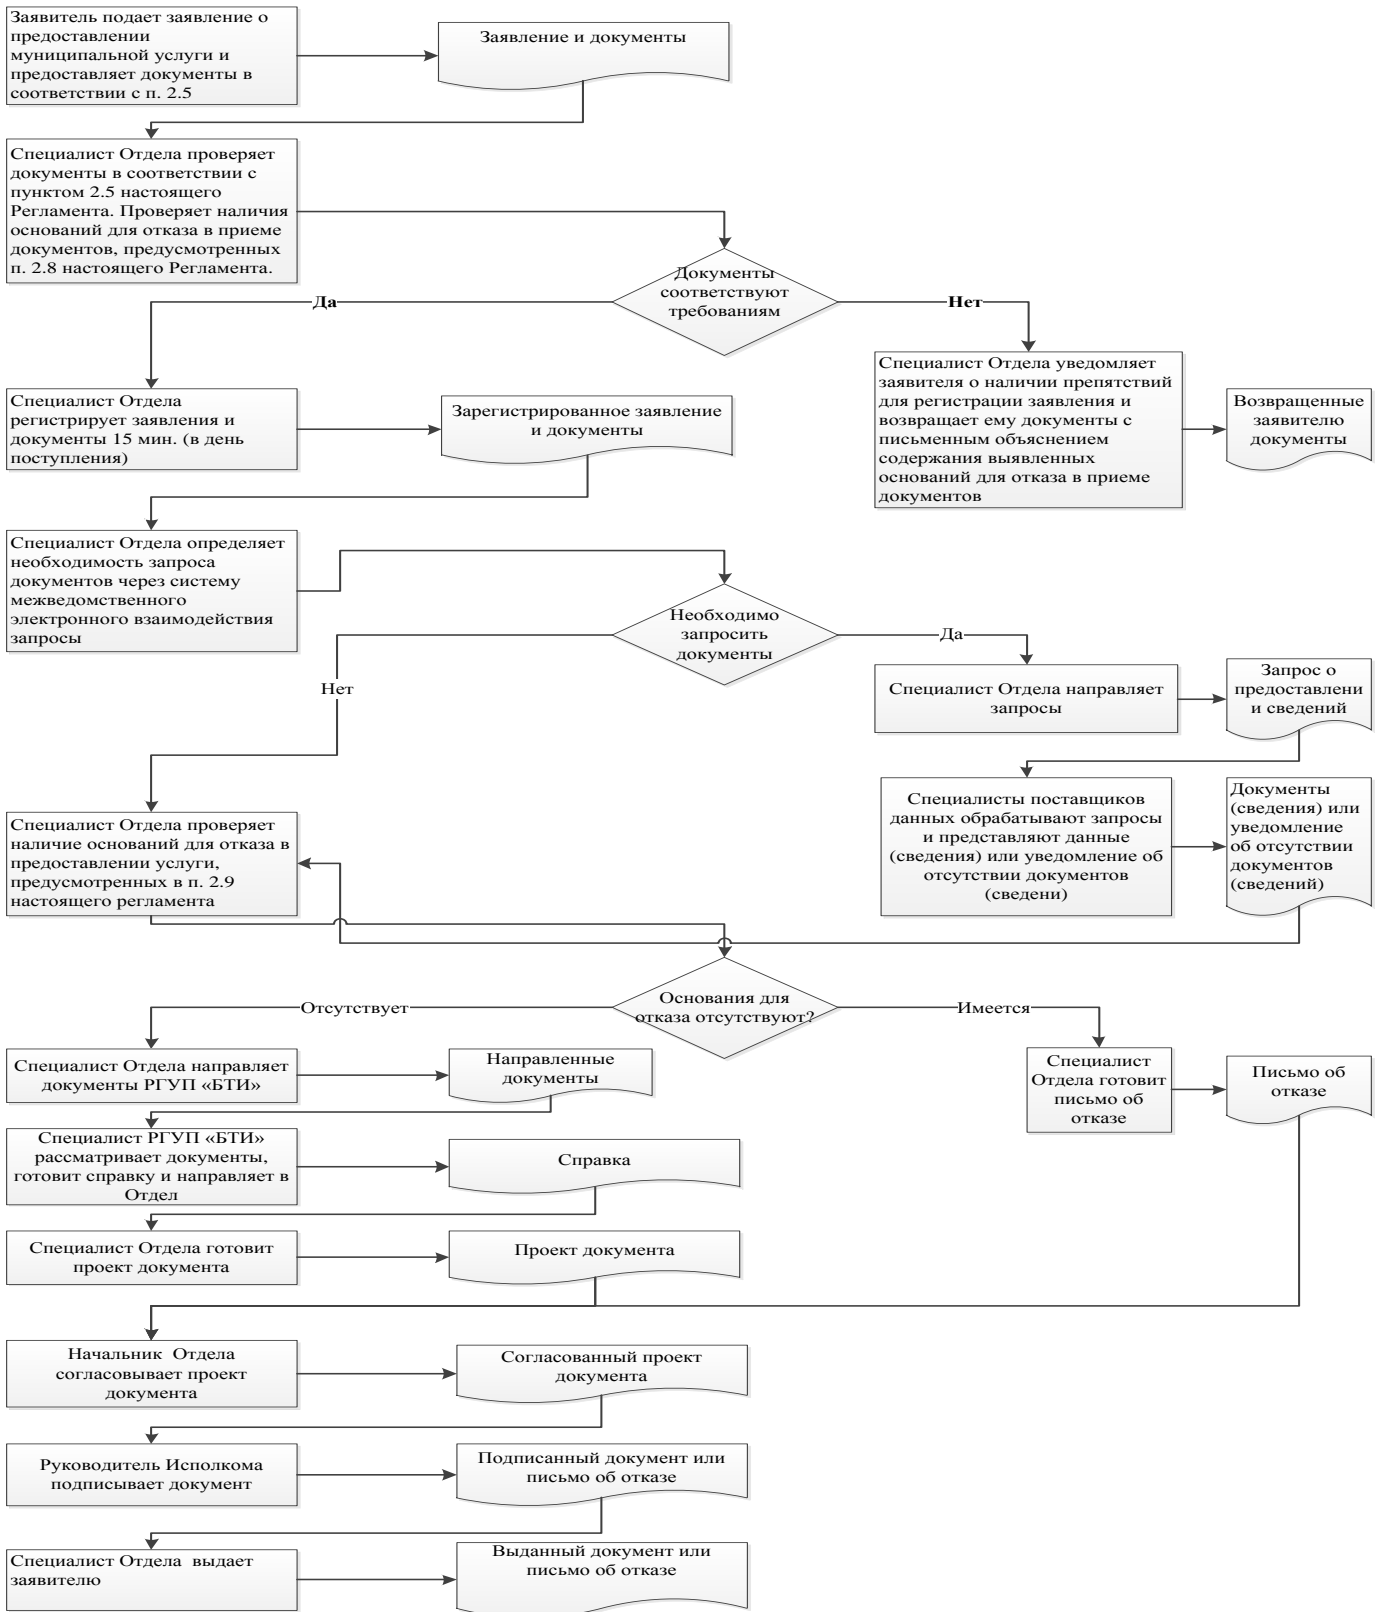 Заявитель подает заявление о
предоставлении
муниципальной услуги и
предоставляет документы в
соответствии с п. 2.5
Заявление и документы
Специалист Отдела проверяет
документы в соответствии с
пунктом 2.5 настоящего
Регламента. Проверяет наличия
оснований для отказа в приеме
документов, предусмотренных
п. 2.8 настоящего Регламента.
Документы
соответствуют
требованиям
Да
Нет
Специалист Отдела
регистрирует заявления и
документы 15 мин. (в день
поступления)
Зарегистрированное заявление
и документы
Специалист Отдела уведомляет
заявителя о наличии препятствий
для регистрации заявления и
возвращает ему документы с
письменным объяснением
содержания выявленных
оснований для отказа в приеме
документов
Возвращенные
заявителю
документы
Специалист Отдела определяет
необходимость запроса
документов через систему
межведомственного
электронного взаимодействия
запросы
Необходимо
запросить
документы
Да
Нет
Специалист Отдела направляет
запросы
Запрос о
предоставлени
и сведений
Специалисты поставщиков
данных обрабатывают запросы
и представляют данные
(сведения) или уведомление об
отсутствии документов
(сведени)
Документы
(сведения) или
уведомление
об отсутствии
документов
(сведений)
Специалист Отдела проверяет
наличие оснований для отказа в
предоставлении услуги,
предусмотренных в п. 2.9
настоящего регламента
Основания для
отказа отсутствуют?
Отсутствует
Имеется
Специалист Отдела направляет
документы РГУП «БТИ»
Направленные
документы
Специалист
Отдела готовит
письмо об
отказе
Письмо об
отказе
Специалист РГУП «БТИ»
рассматривает документы,
готовит справку и направляет в
Отдел
Справка
Специалист Отдела готовит
проект документа
Проект документа
Начальник  Отдела
согласовывает проект
документа
Согласованный проект
документа
Руководитель Исполкома
подписывает документ
Подписанный документ или
письмо об отказе
Специалист Отдела  выдает
заявителю
Выданный документ или
письмо об отказе